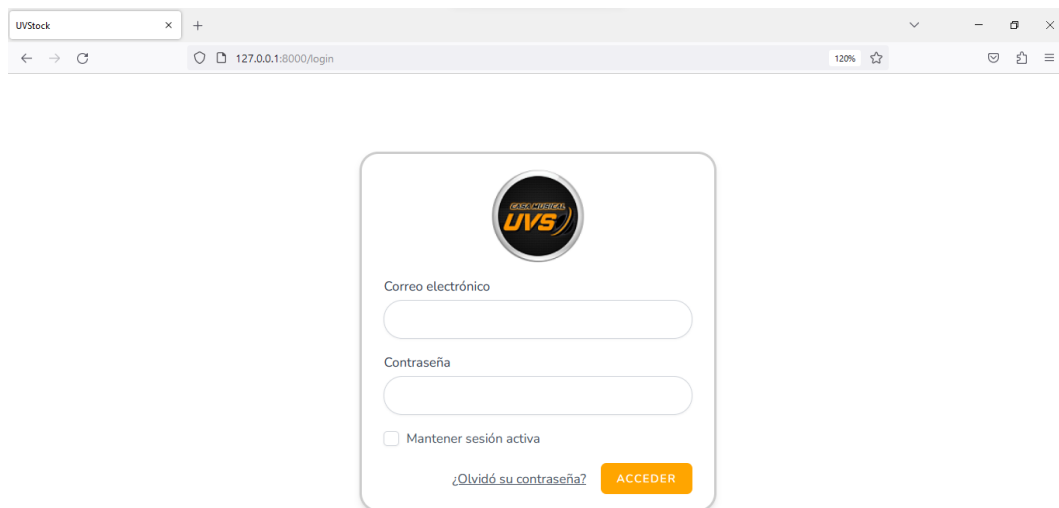 UVStock
127.0.0.1:8000/login
120%
CASA MUSICAL
UVS
Correo electrónico
Contraseña
Mantener sesión activa
¿Olvidó su contraseña? ACCEDER